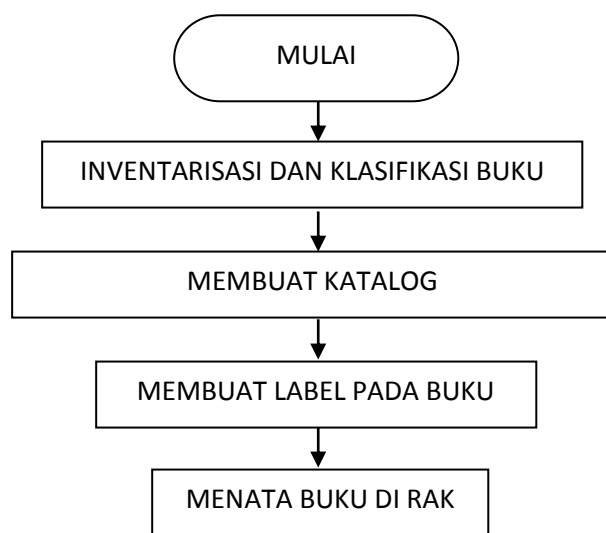 MULAI
INVENTARISASI DAN KLASIFIKASI BUKU
MEMBUAT KATALOG
MEMBUAT LABEL PADA BUKU
MENATA BUKU DI RAK